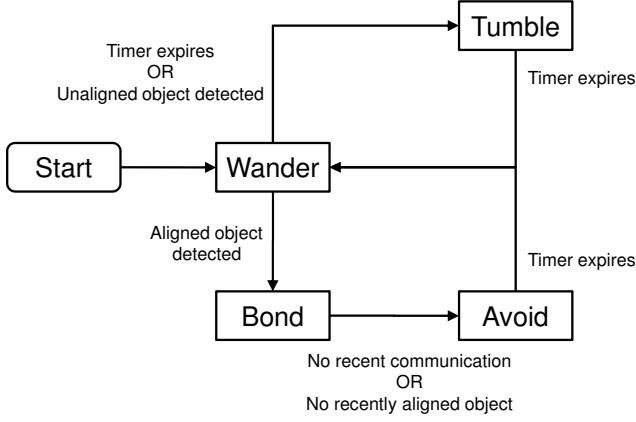 Tumble
Timer expires
OR
Unaligned object detected
Timer expires
Start
Wander
Aligned object
detected
Timer expires
Bond
Avoid
No recent communication
OR
No recently aligned object